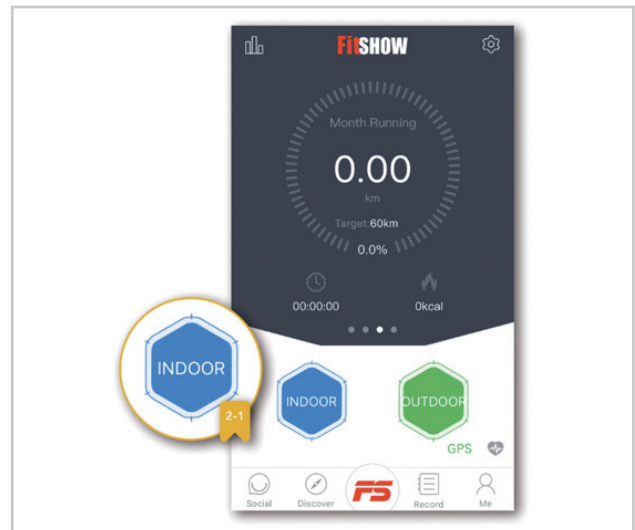 FitSHOW
Month Running
0.00
km
Target:60km
0.0%
00:00:00
0kcal
INDOOR
2-1
INDOOR
OUTDOOR
GPS
Social
Discover
FS
Record
Me